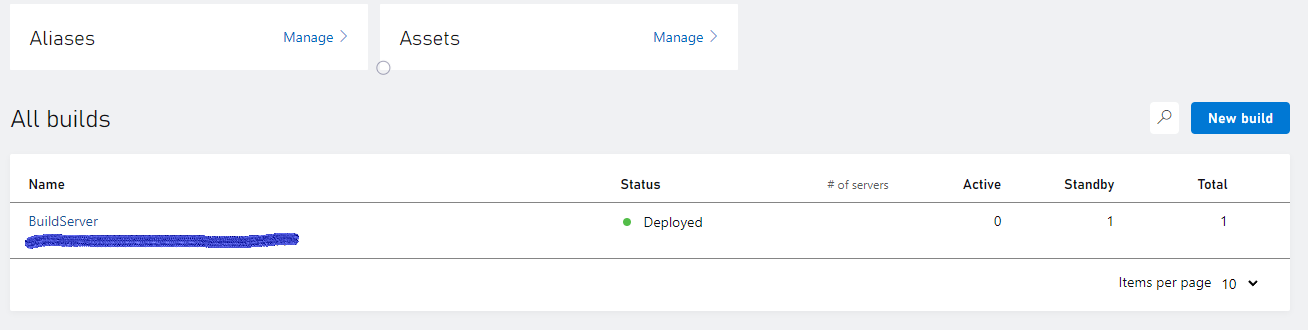 Aliases Manage
Assets Manage
All builds
New build
Name Status # of servers Active Standby Total
BuildServer Deployed 0 1 1
Items per page 10